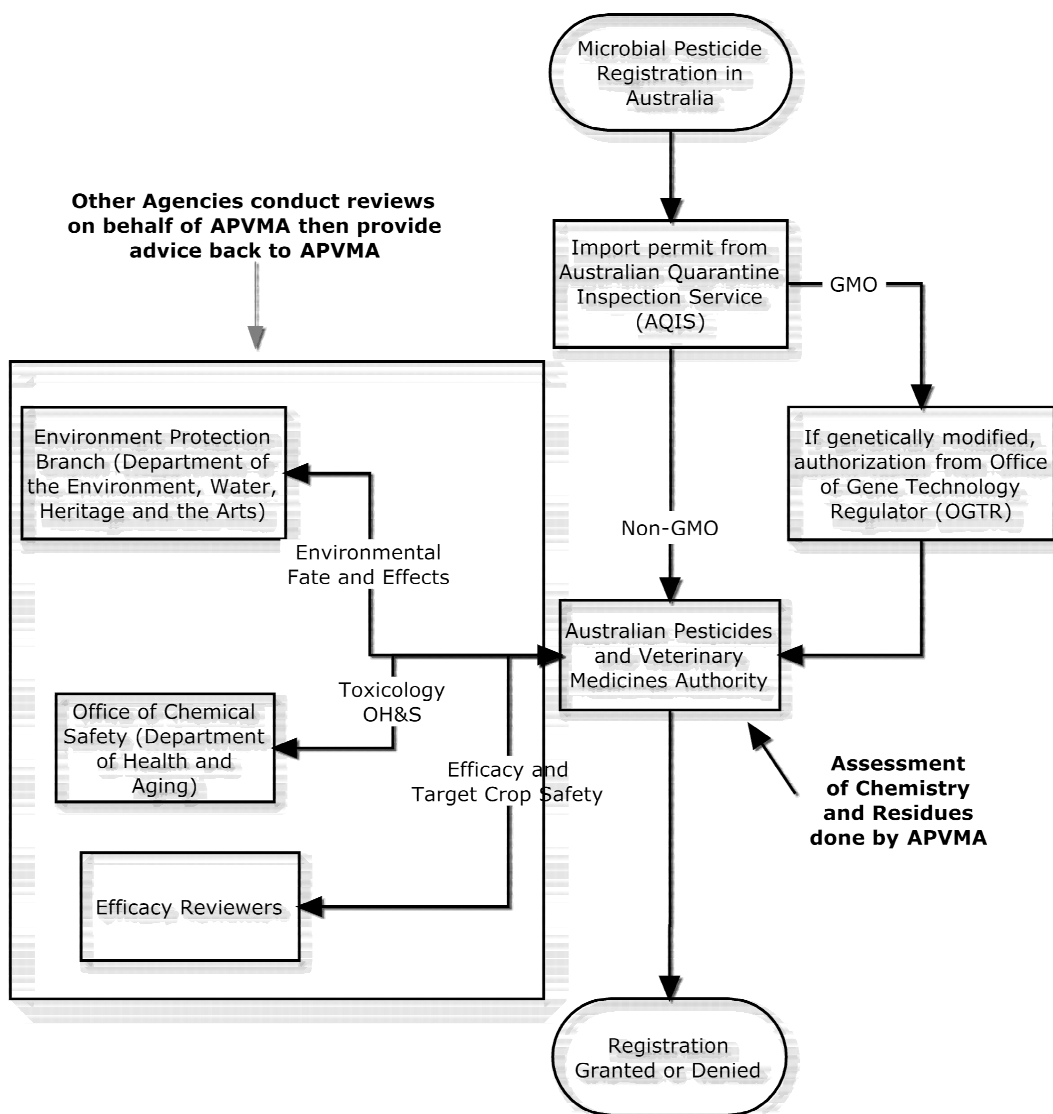 Microbial Pesticide
Registration in
Australia
Other Agencies conduct reviews
on behalf of APVMA then provide
advice back to APVMA
Import permit from
Australian Quarantine
Inspection Service
(AQIS)
GMO
Environment Protection
Branch (Department of
the Environment, Water,
Heritage and the Arts)
If genetically modified,
authorization from Office
of Gene Technology
Regulator (OGTR)
Non-GMO
Environmental
Fate and Effects
Australian Pesticides
and Veterinary
Medicines Authority
Toxicology
OH&S
Office of Chemical
Safety (Department
of Health and
Aging)
Efficacy and
Target Crop Safety
Assessment
of Chemistry
and Residues
done by APVMA
Efficacy Reviewers
Registration
Granted or Denied